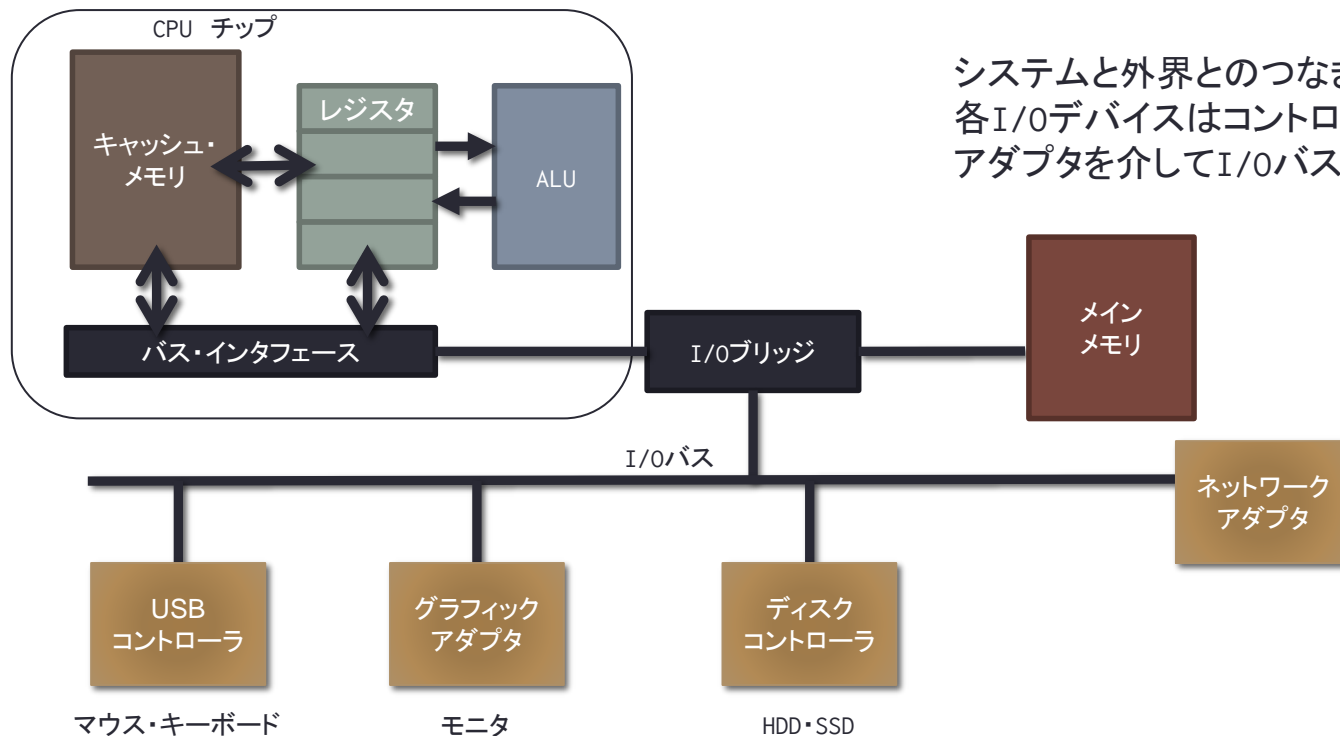 CPU チップ
システムと外界とのつな
各I/Oデバイスはコントロ
アダプタを介してI/Oバス
キャッシュ・
メモリ
レジスタ
ALU
バス・インタフェース
I/Oブリッジ
メイン
メモリ
I/Oバス
ネットワーク
アダプタ
USB
コントローラ
グラフィック
アダプタ
ディスク
コントローラ
マウス・キーボード
モニタ
HDD・SSD